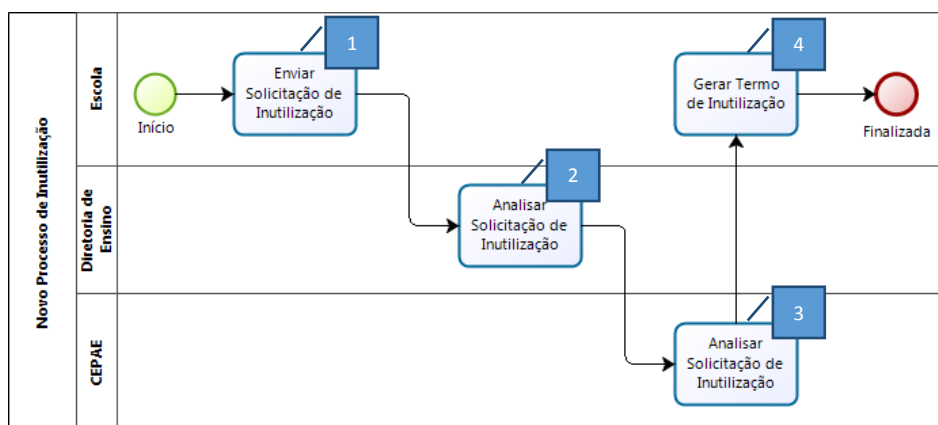 Novo Processo de Inutilização
Escola
Início
1
Enviar
Solicitação de
Inutilização
4
Gerar Termo
de Inutilização
Finalizada
Diretoria de
Ensino
2
Analisar
Solicitação de
Inutilização
CEPAE
3
Analisar
Solicitação de
Inutilização